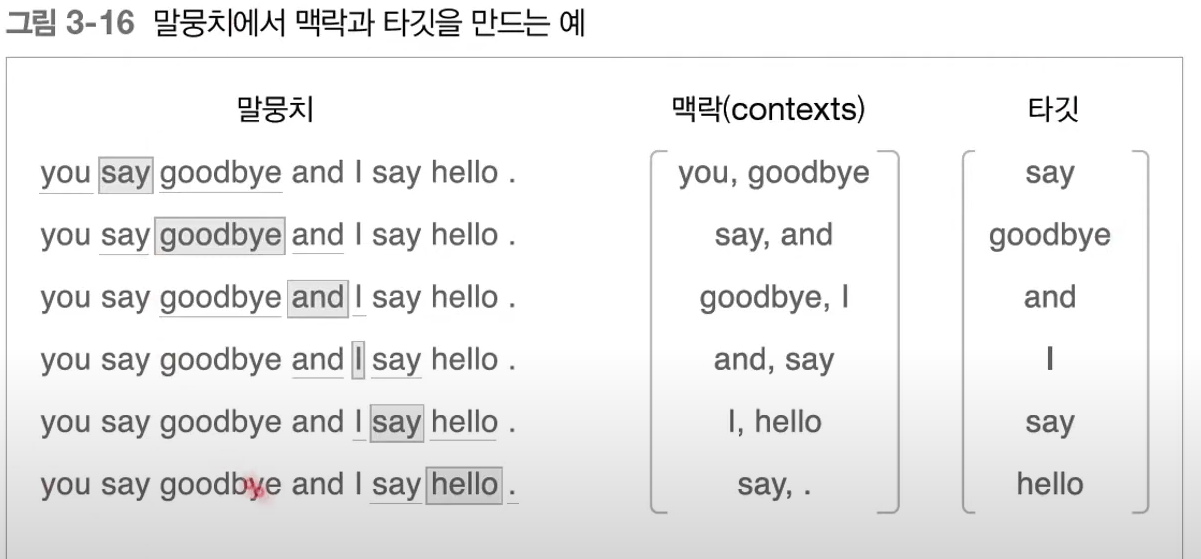 그림 3-16 말뭉치에서 맥락과 타깃을 만드는 예
말뭉치 맥락(contexts) 타깃
you say goodbye and I say hello . you, goodbye say
you say goodbye and I say hello . say, and goodbye
you say goodbye and I say hello . goodbye, I and
you say goodbye and I say hello . and, say I
you say goodbye and I say hello . I, hello say
you say goodbye and I say hello . say, . hello